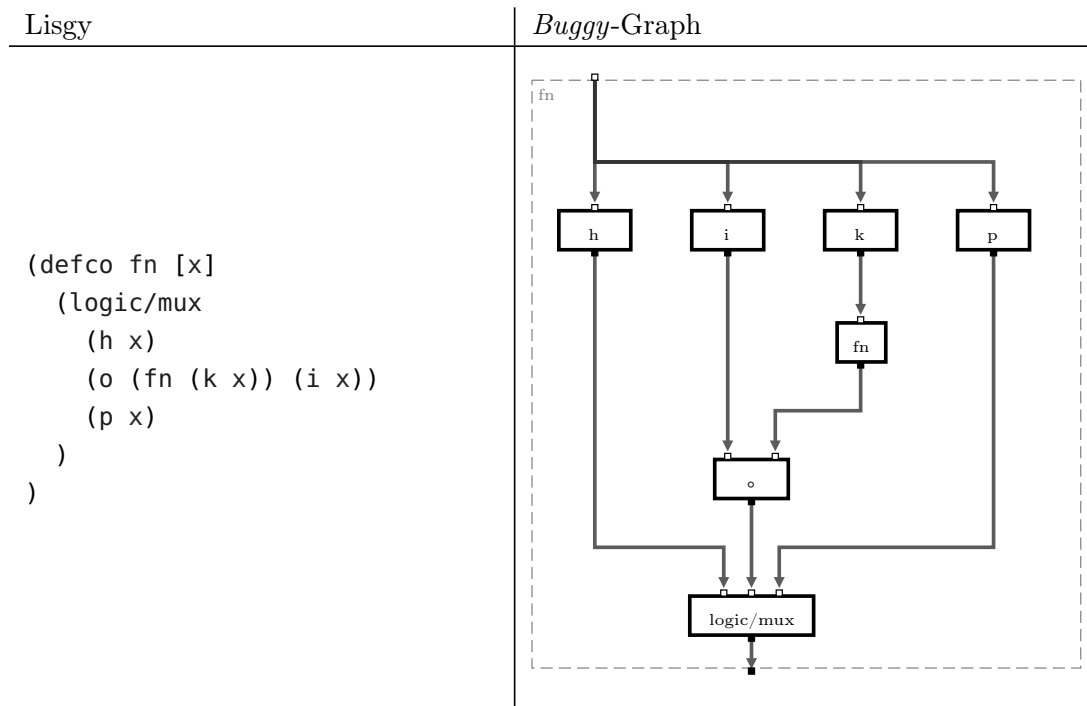 Lisgy
Buggy-Graph
(defco fn [x]
(logic/mux
(h x)
(o (fn (k x)) (i x))
(p x)
)
)
fn
h
i
k
p
fn
o
logic/mux